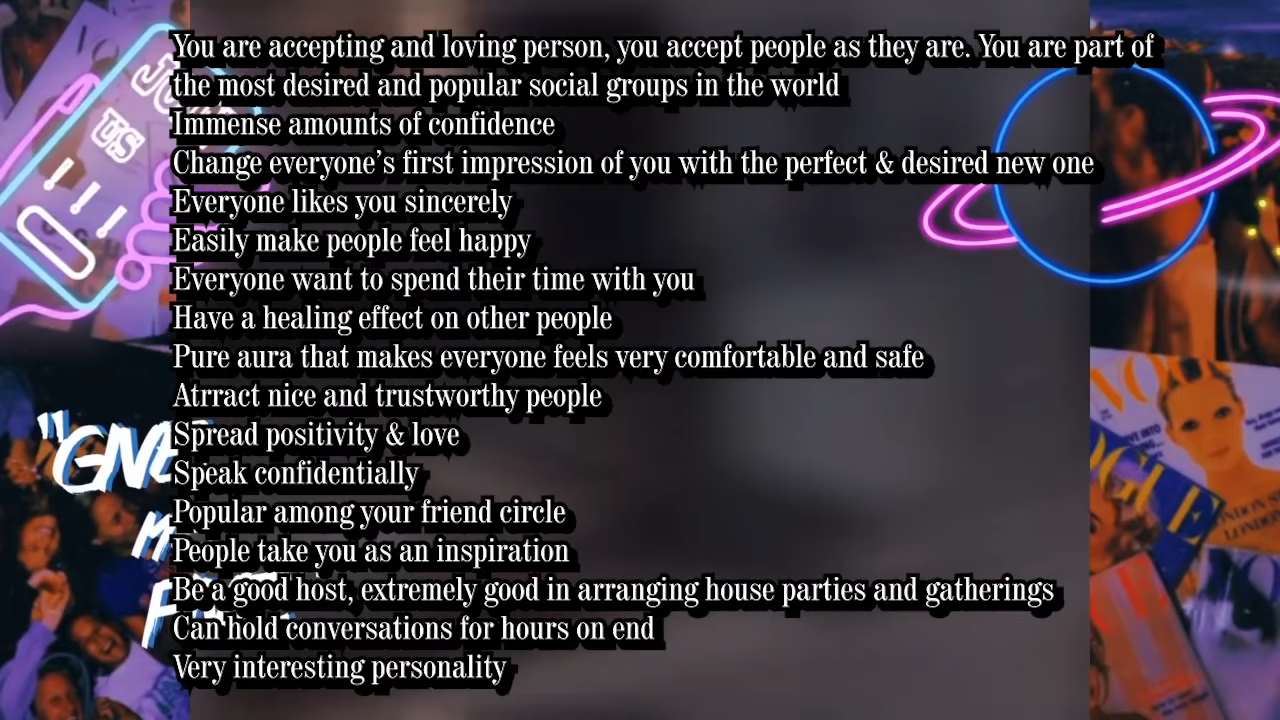 You are accepting and loving person, you accept people as they are. You are part of
the most desired and popular social groups in the world
Immense amounts of confidence
Change everyone's first impression of you with the perfect & desired new one
Everyone likes you sincerely
Easily make people feel happy
Everyone want to spend their time with you
Have a healing effect on other people
Pure aura that makes everyone feels very comfortable and safe
Atrract nice and trustworthy people
Spread positivity & love
Speak confidentially
Popular among your friend circle
People take you as an inspiration
Be a good host, extremely good in arranging house parties and gatherings
Can hold conversations for hours on end
Very interesting personality
US
!!!
"GIVE
VOGUE
LONDON